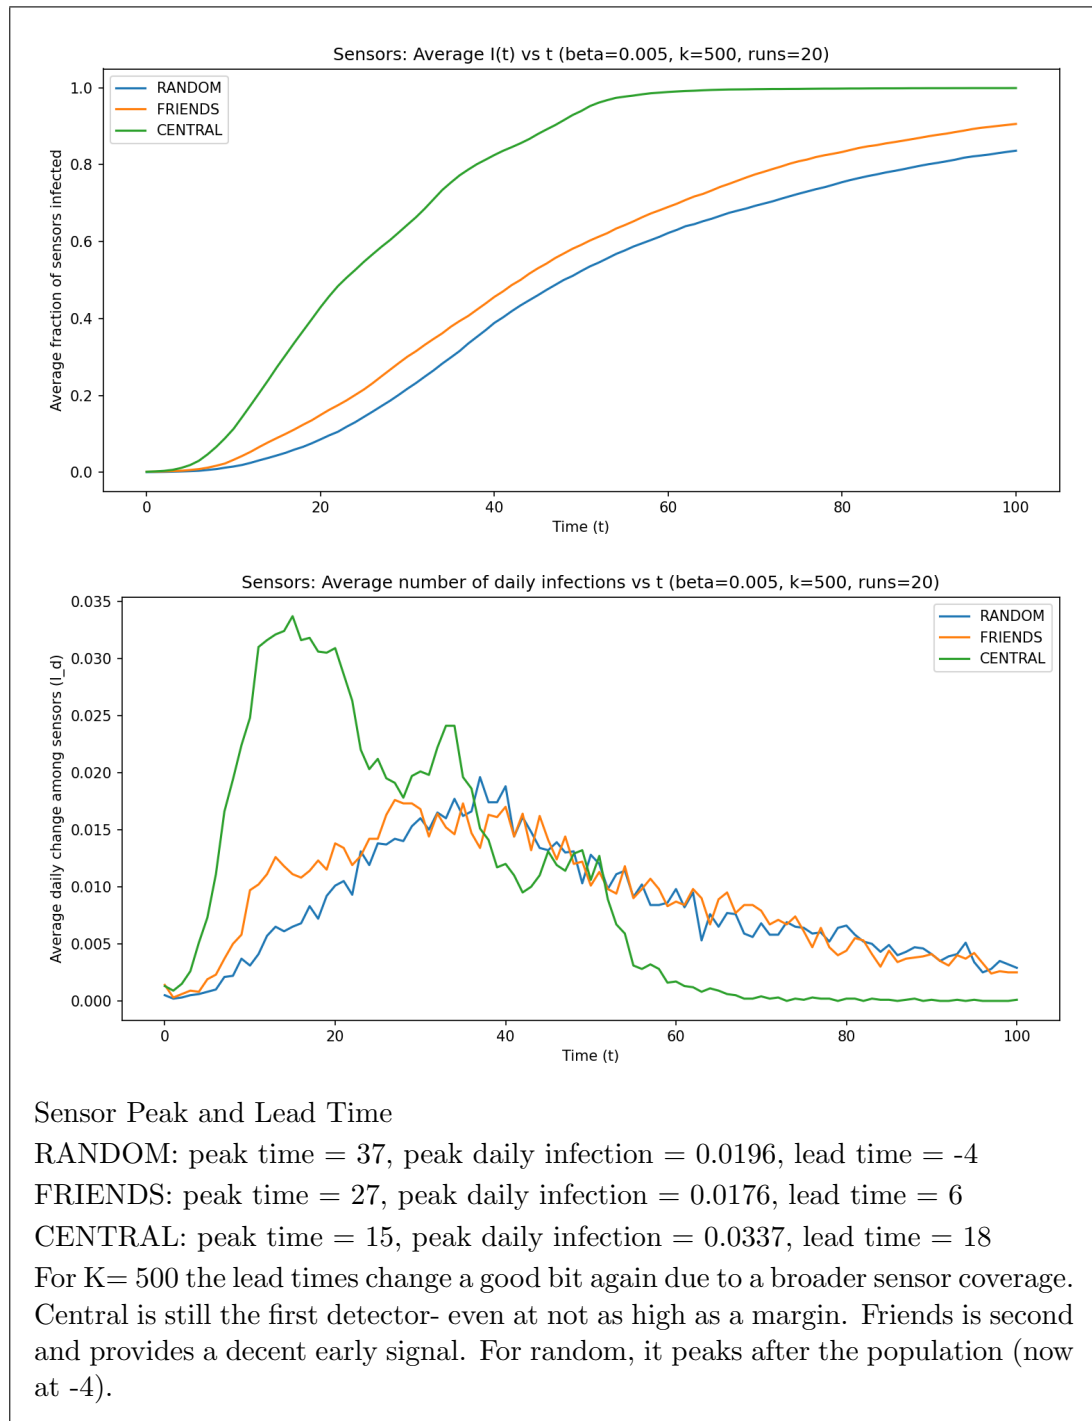 Sensors: Average I(t) vs t (beta=0.005, k=500, runs=20)
RANDOM
FRIENDS
CENTRAL
Average fraction of sensors infected
1.0
0.8
0.6
0.4
0.2
0.0
0 20 40 60 80 100
Time (t)
Sensors: Average number of daily infections vs t (beta=0.005, k=500, runs=20)
RANDOM
FRIENDS
CENTRAL
Average daily change among sensors (I_d)
0.035
0.030
0.025
0.020
0.015
0.010
0.005
0.000
0 20 40 60 80 100
Time (t)
Sensor Peak and Lead Time
RANDOM: peak time = 37, peak daily infection = 0.0196, lead time = -4
FRIENDS: peak time = 27, peak daily infection = 0.0176, lead time = 6
CENTRAL: peak time = 15, peak daily infection = 0.0337, lead time = 18
For K= 500 the lead times change a good bit again due to a broader sensor coverage.
Central is still the first detector- even at not as high as a margin. Friends is second
and provides a decent early signal. For random, it peaks after the population (now
at -4).